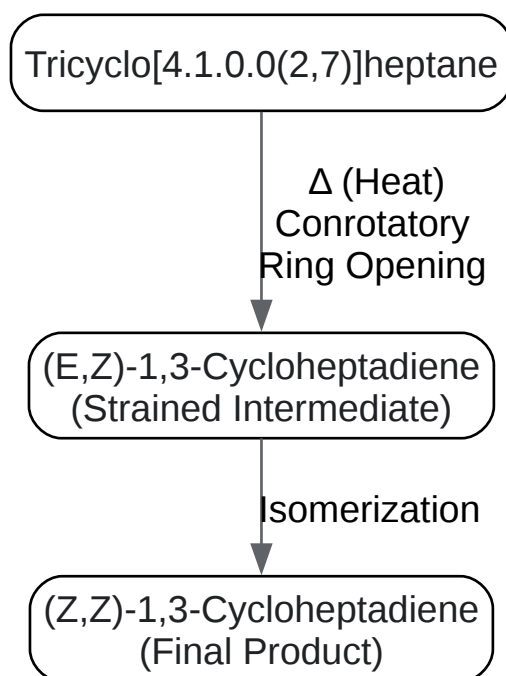 Tricyclo[4.1.0.0(2,7)]heptane
Δ (Heat)
Conrotatory
Ring Opening
(E,Z)-1,3-Cycloheptadiene
(Strained Intermediate)
Isomerization
(Z,Z)-1,3-Cycloheptadiene
(Final Product)